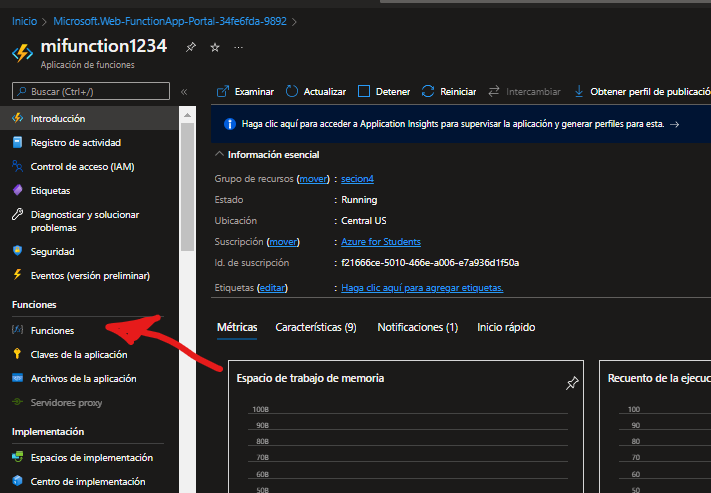 Inicio > Microsoft.Web-FunctionApp-Portal-34fe6fda-9892 >
mifunction1234
Aplicación de funciones
Buscar (Ctrl+/)
Introducción
Registro de actividad
Control de acceso (IAM)
Etiquetas
Diagnosticar y solucionar
problemas
Seguridad
Eventos (versión preliminar)
Funciones
Funciones
Claves de la aplicación
Archivos de la aplicación
Servidores proxy
Implementación
Espacios de implementación
Centro de implementación
Examinar Actualizar Detener Reiniciar Intercambiar Obtener perfil de publicació
Haga clic aquí para acceder a Application Insights para supervisar la aplicación y generar perfiles para esta. →
Información esencial
Grupo de recursos (mover) : secion4
Estado : Running
Ubicación : Central US
Suscripción (mover) : Azure for Students
Id. de suscripción : f21666ce-5010-466e-a006-e7a936d1f50a
Etiquetas (editar) : Haga clic aquí para agregar etiquetas.
Métricas Características (9) Notificaciones (1) Inicio rápido
Espacio de trabajo de memoria
100B
90B
80B
70B
60B
50B
Recuento de la ejecuc
100
90
80
70
60
50